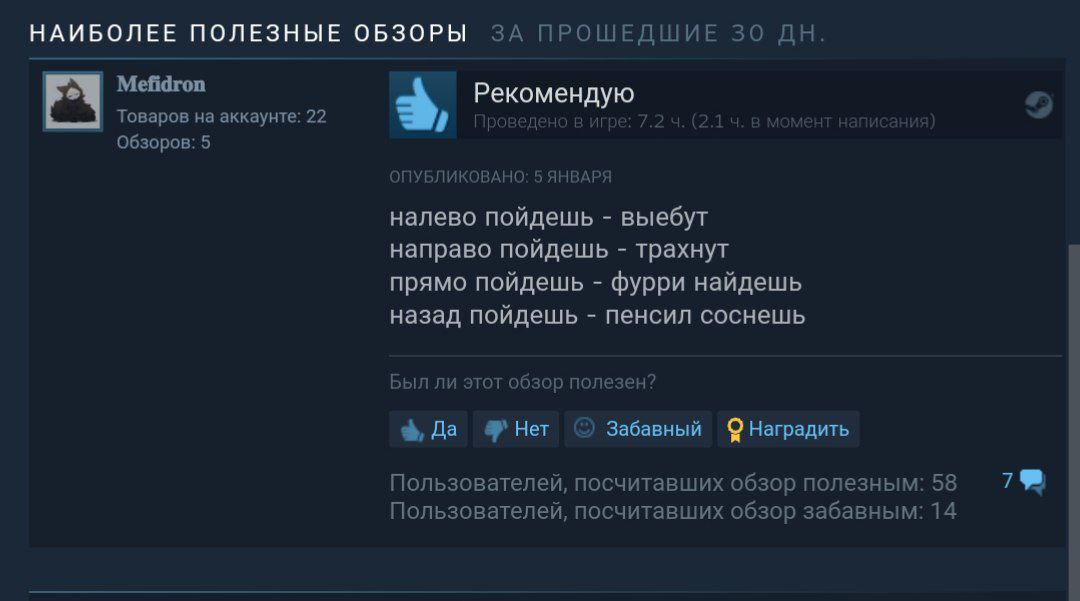 НАИБОЛЕЕ ПОЛЕЗНЫЕ ОБЗОРЫ ЗА ПРОШЕДШИЕ 30 ДН.
Mefidron
Товаров на аккаунте: 22
Обзоров: 5
Рекомендую
Проведено в игре: 7.2 ч. (2.1 ч. в момент написания)
ОПУБЛИКОВАНО: 5 ЯНВАРЯ
налево пойдешь - выебут
направо пойдешь - трахнут
прямо пойдешь - фурри найдешь
назад пойдешь - пенсил соснешь
Был ли этот обзор полезен?
Да Нет Забавный Наградить
Пользователей, посчитавших обзор полезным: 58 7
Пользователей, посчитавших обзор забавным: 14